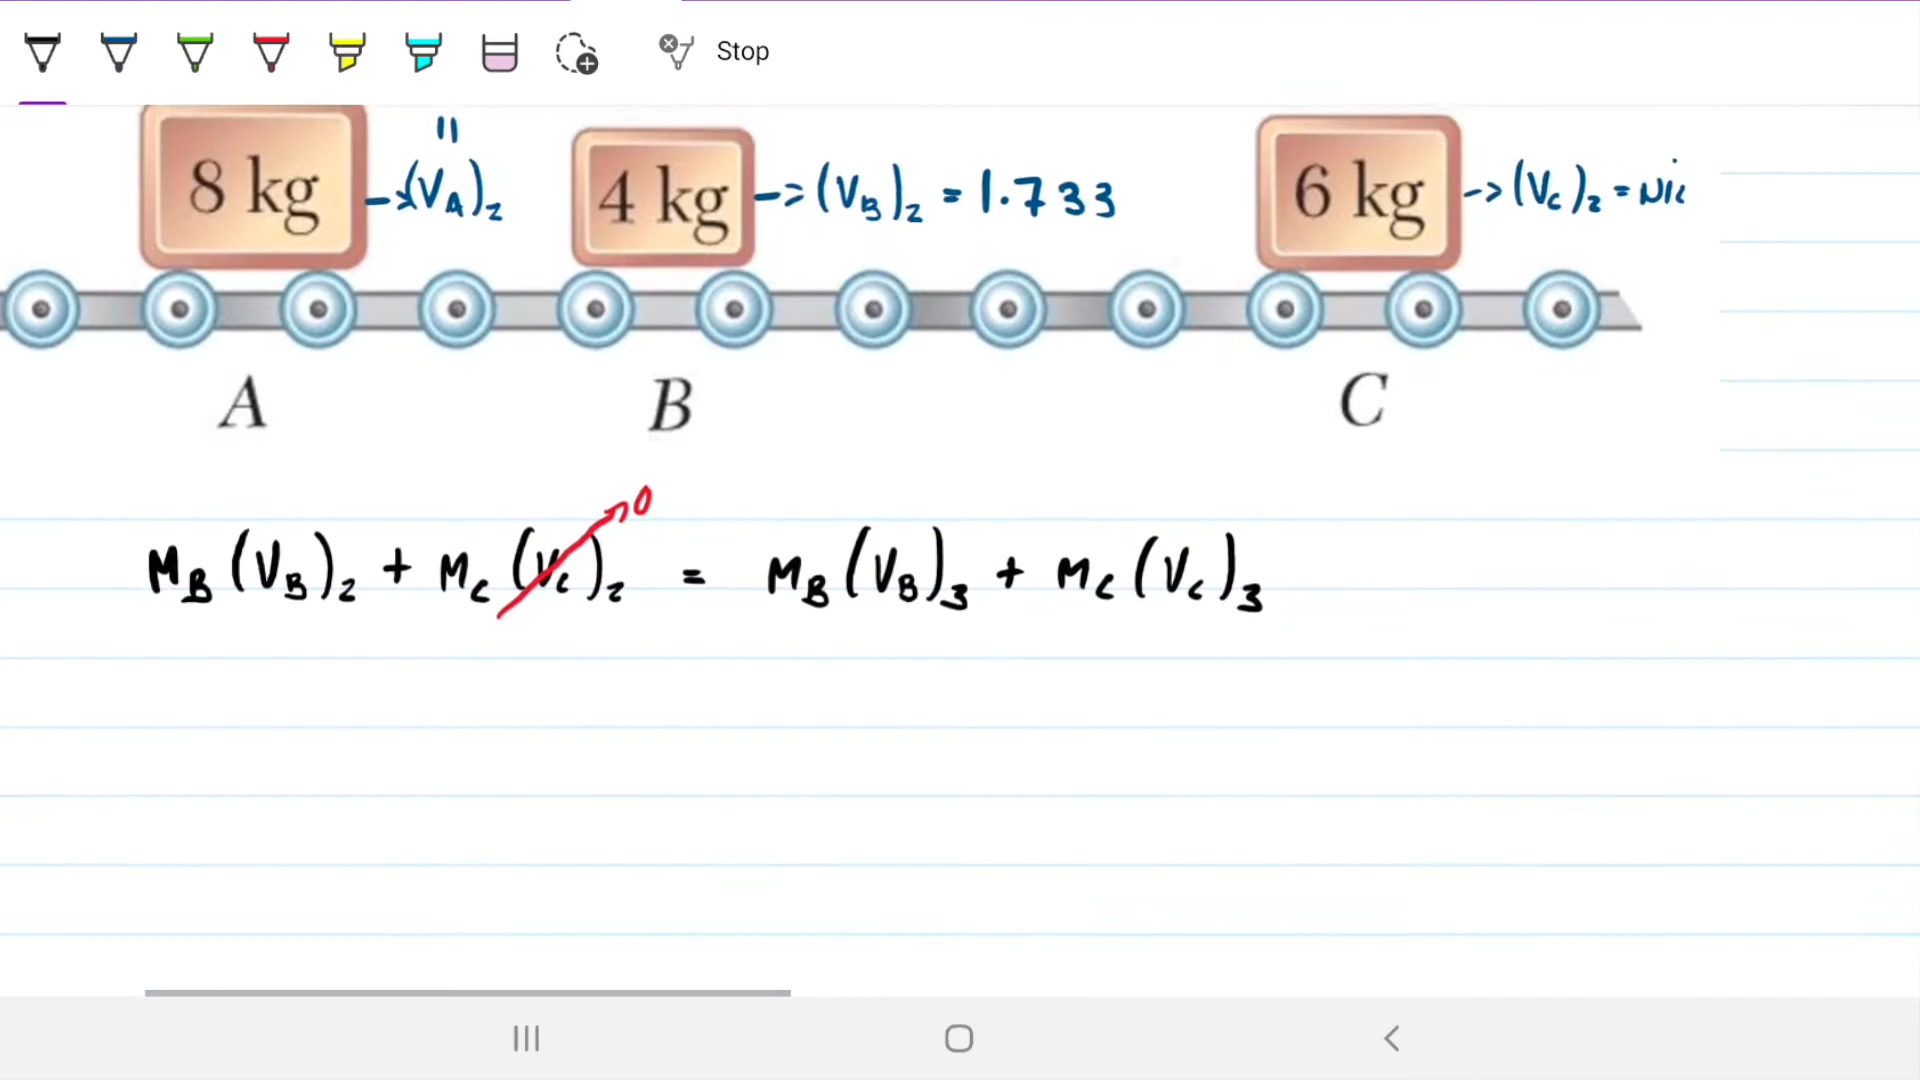 Stop
8 kg
=
->(VA)2
4 kg
-> (VB)2 = 1.733
6 kg
-> (Vc)2 = Nil
A
B
C
0
MB (VB)2 + Mc (Vc)2 = MB (VB)3 + Mc (Vc)3